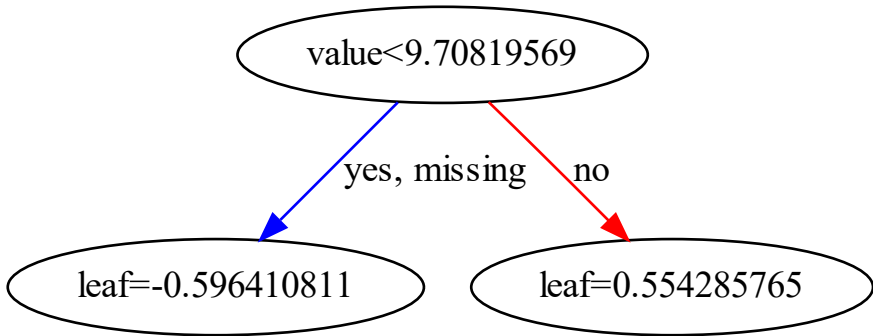 value<9.70819569
yes, missing
no
leaf=-0.596410811
leaf=0.554285765